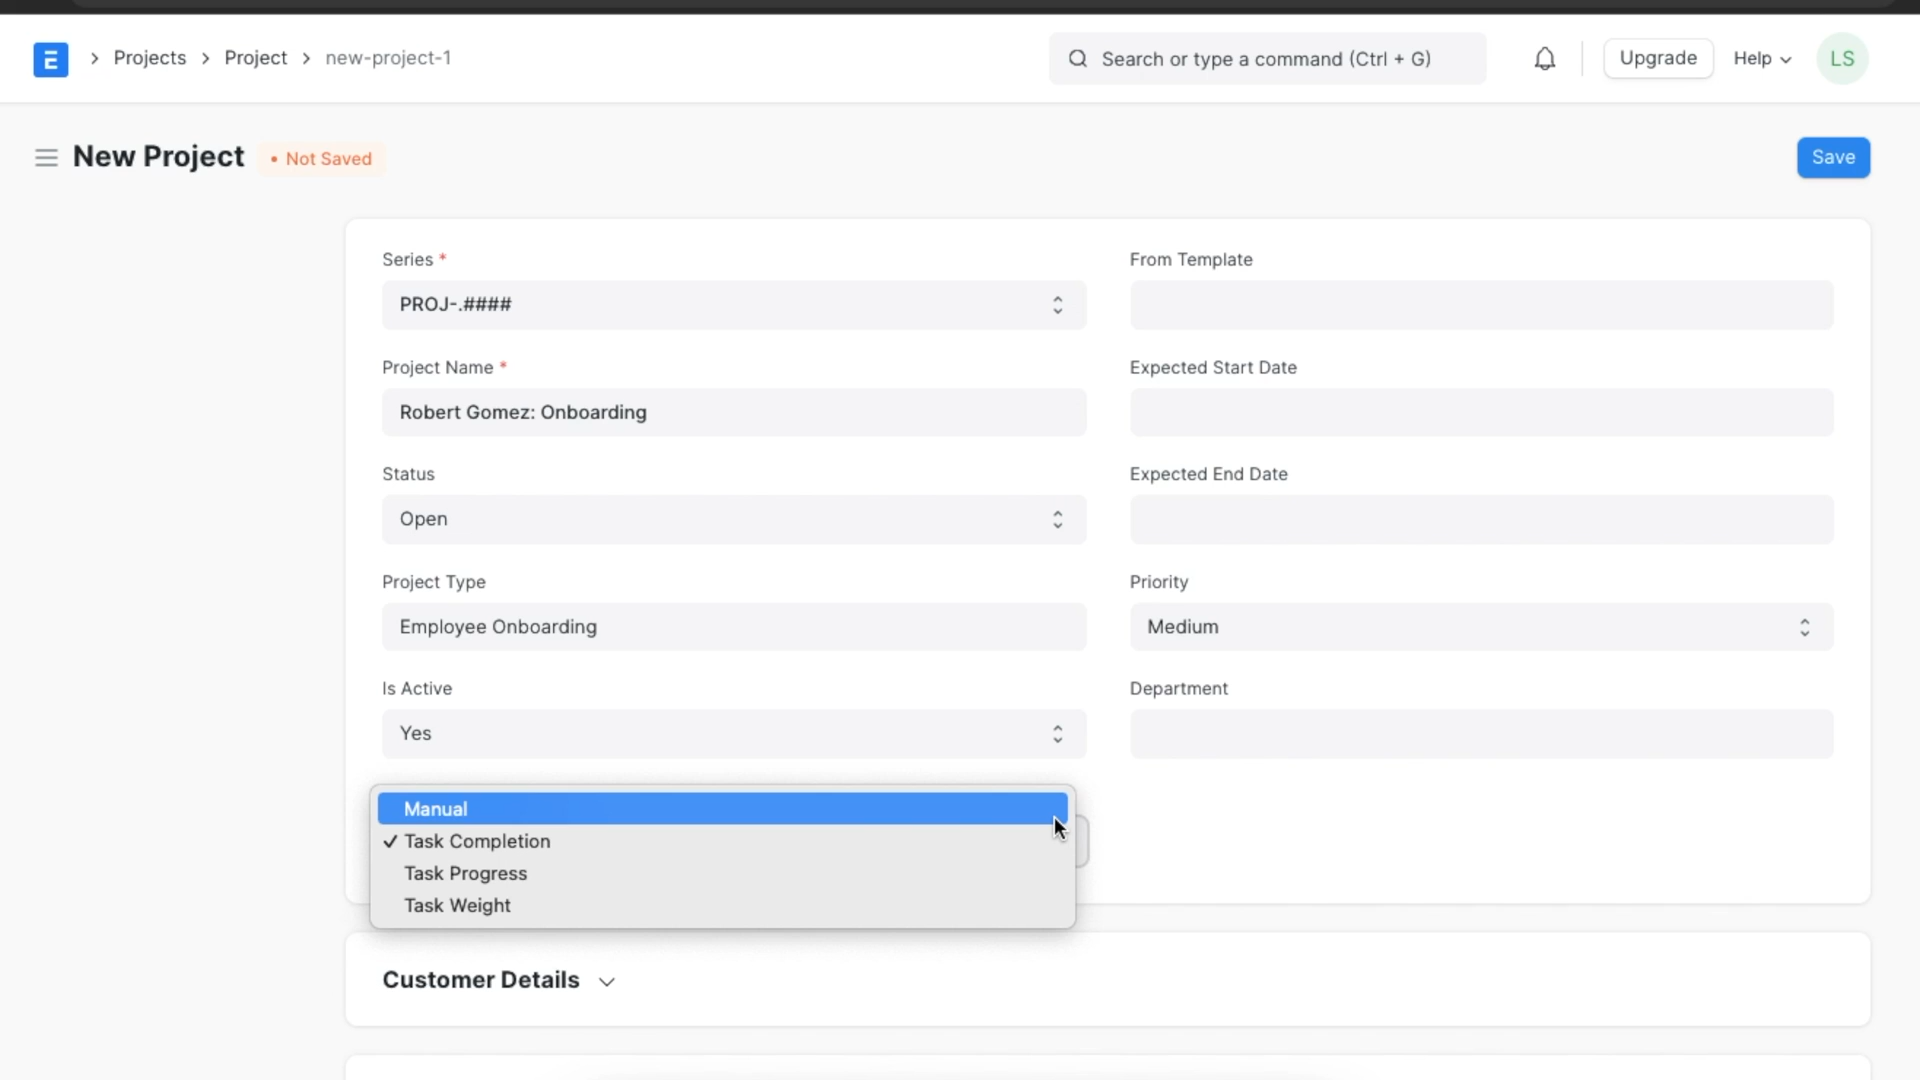 E
Projects
Project
new-project-1
Search or type a command (Ctrl + G)
Upgrade
Help
LS
New Project
• Not Saved
Save
Series *
PROJ-.####
Project Name *
Robert Gomez: Onboarding
Status
Open
Project Type
Employee Onboarding
Is Active
Yes
From Template
Expected Start Date
Expected End Date
Priority
Medium
Department
Manual
✓ Task Completion
Task Progress
Task Weight
Customer Details